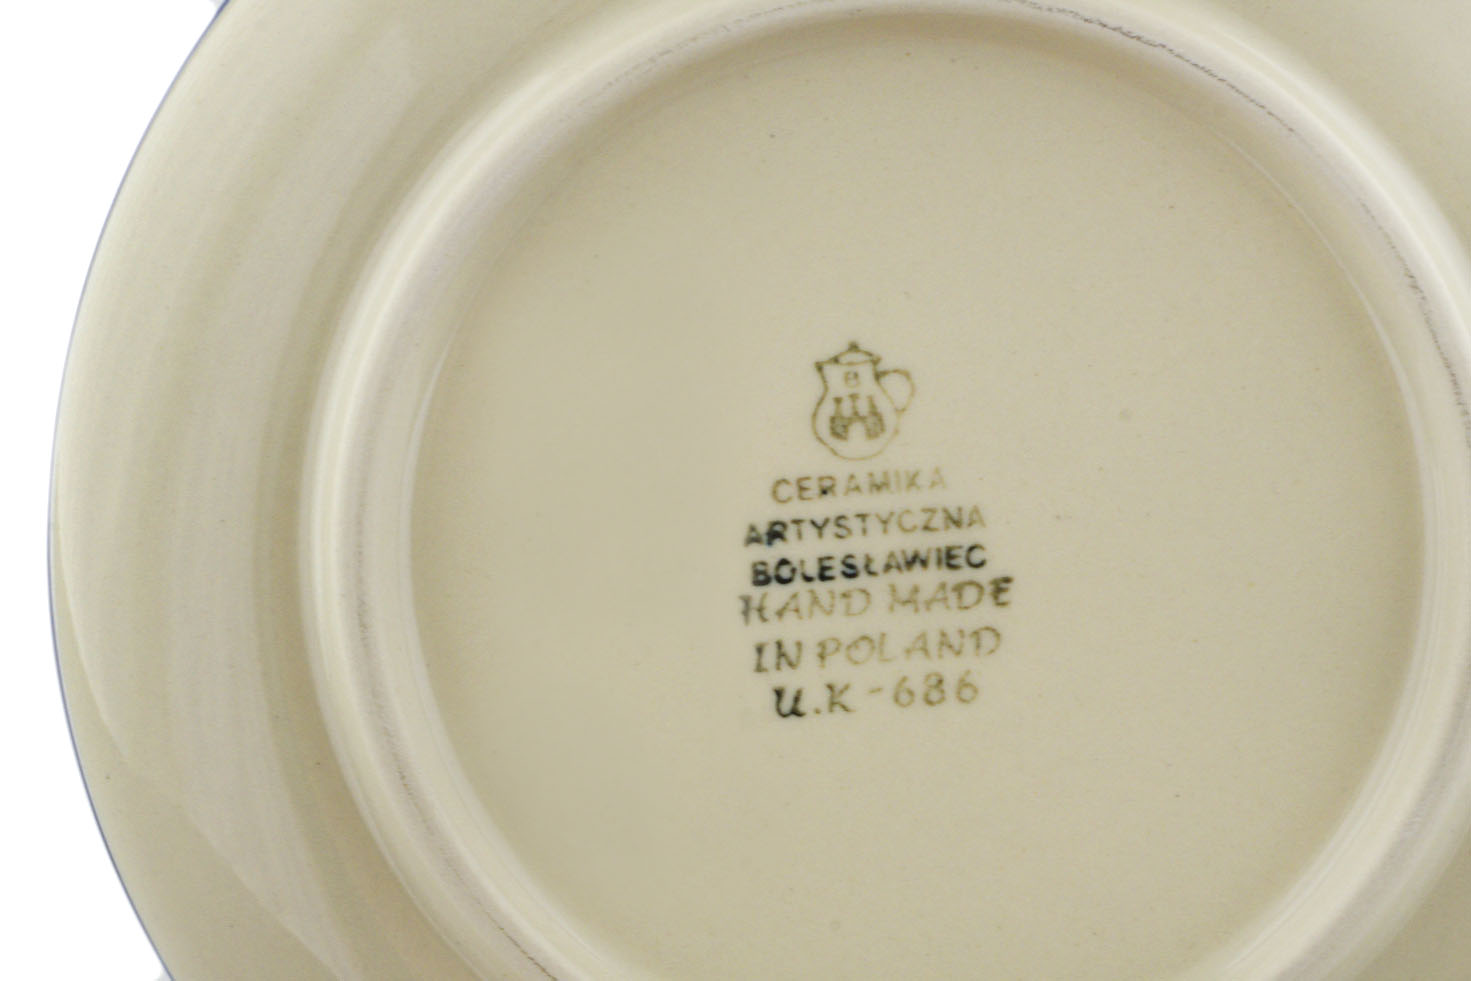 B
CERAMIKA
ARTYSTYCZNA
BOLESŁAWIEC
HAND MADE
IN POLAND
U.K-686